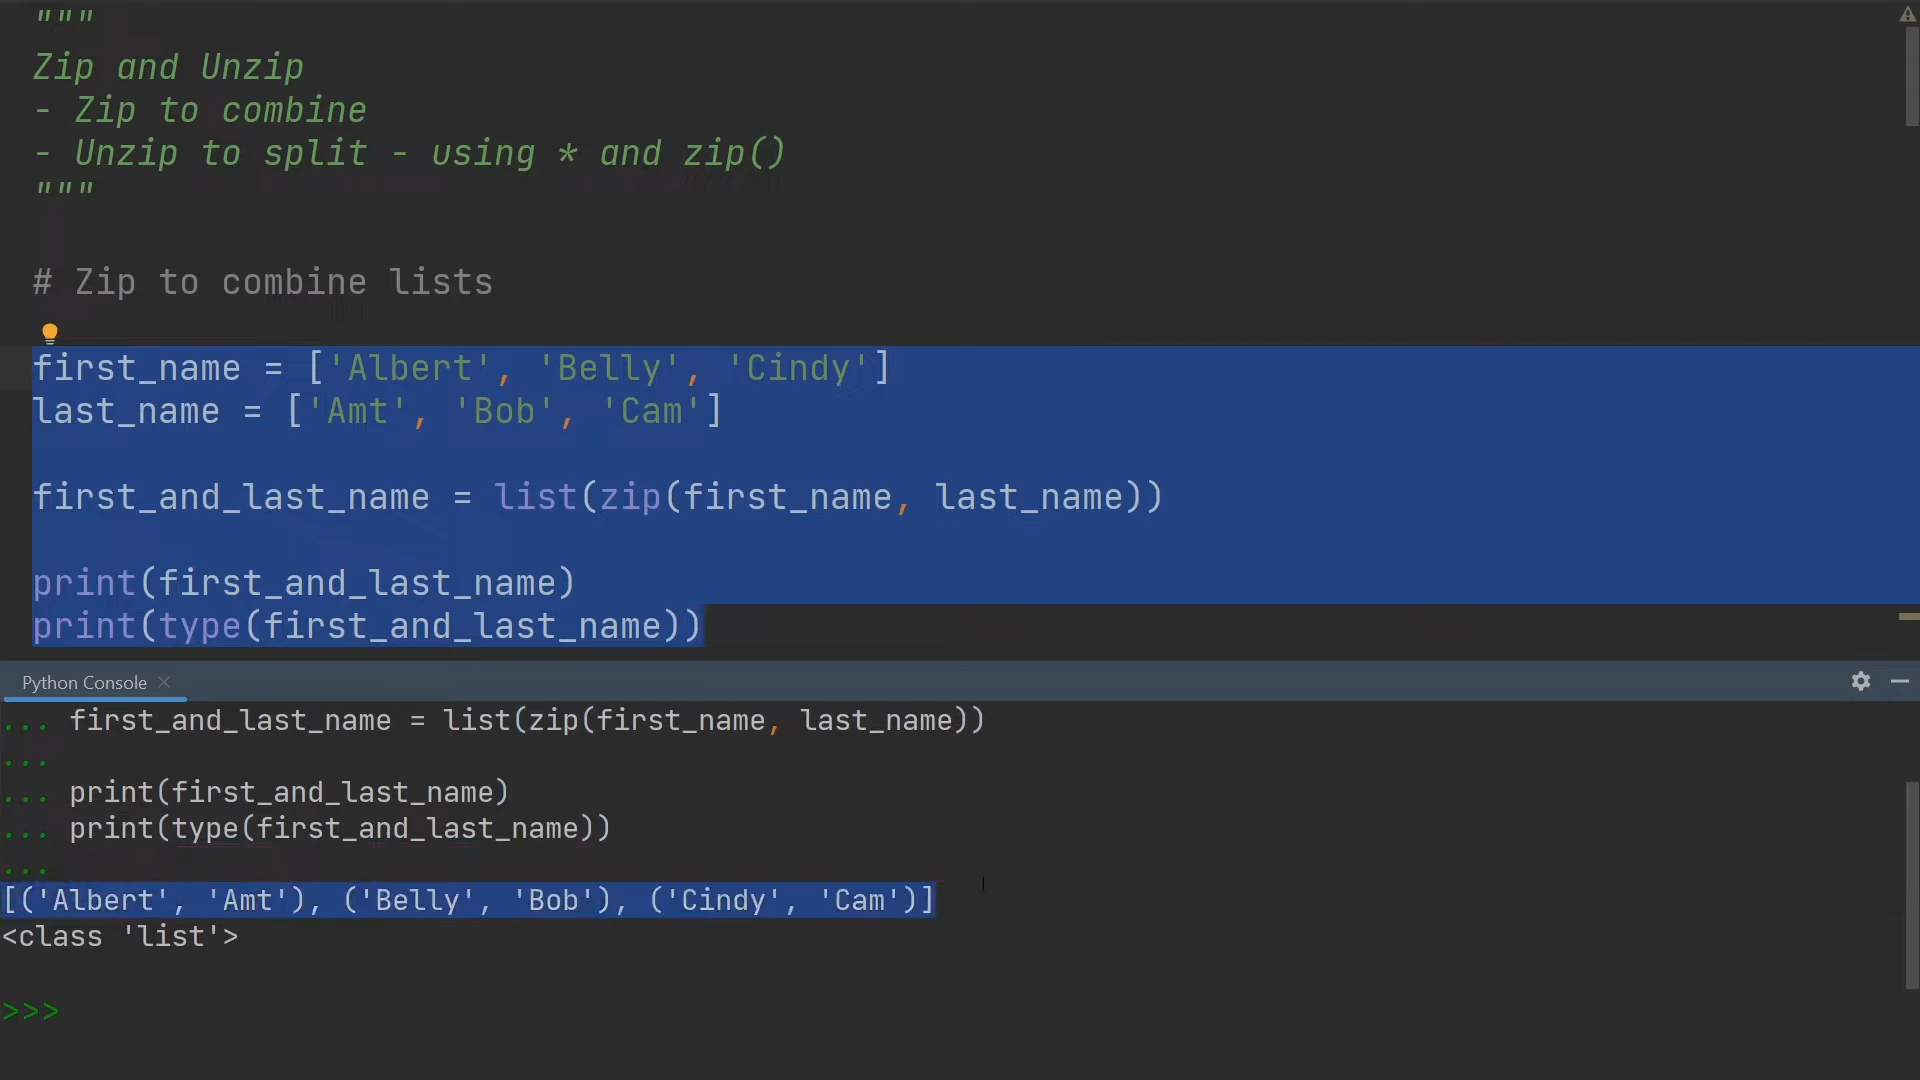 """
Zip and Unzip
- Zip to combine
- Unzip to split - using * and zip()
"""
# Zip to combine lists
first_name = ['Albert', 'Belly', 'Cindy']
last_name = ['Amt', 'Bob', 'Cam']
first_and_last_name = list(zip(first_name, last_name))
print(first_and_last_name)
print(type(first_and_last_name))
Python Console
... first_and_last_name = list(zip(first_name, last_name))
...
... print(first_and_last_name)
... print(type(first_and_last_name))
...
[('Albert', 'Amt'), ('Belly', 'Bob'), ('Cindy', 'Cam')]
<class 'list'>
>>>